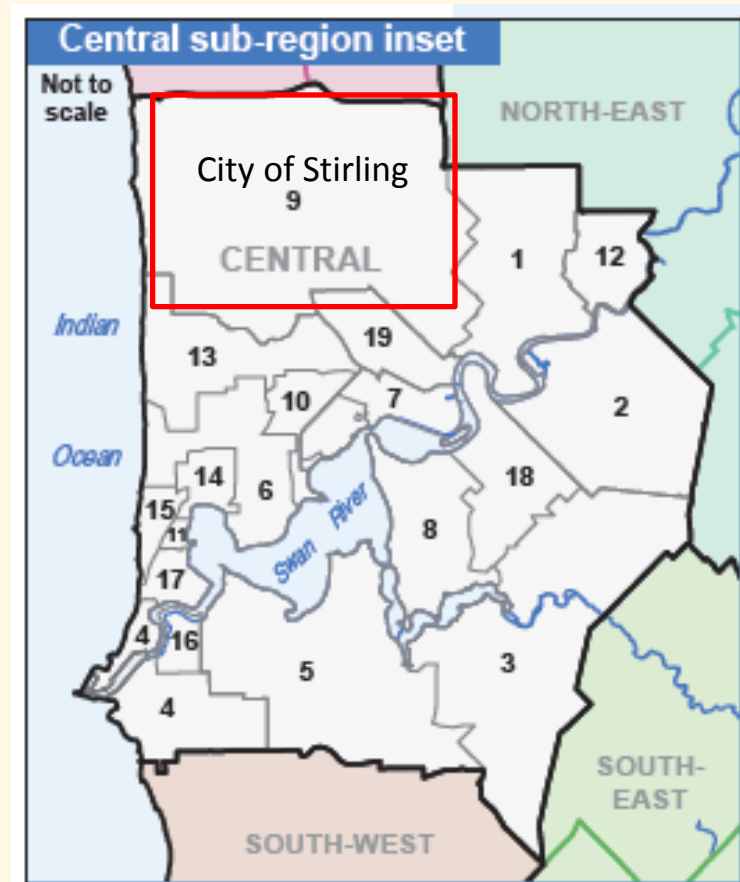 Central sub-region inset
Not to
scale
NORTH-EAST
City of Stirling
9
CENTRAL
1
12
Indian
19
13
10
7
2
Ocean
14
6
18
15
8
11
Swan River
17
4
16
5
3
4
SOUTH-
EAST
SOUTH-WEST